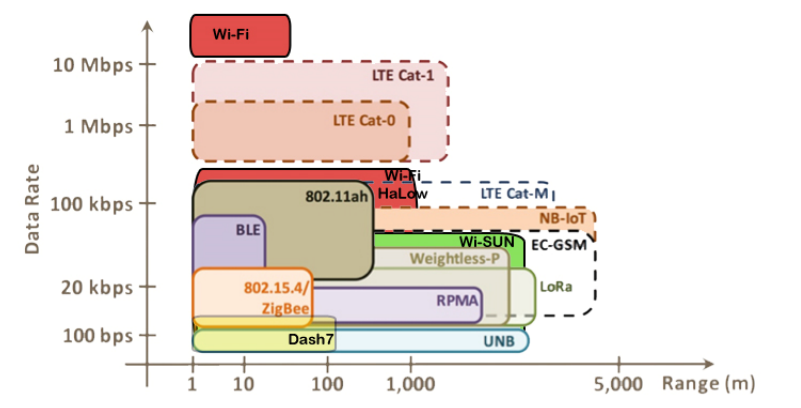 Wi-Fi
10 Mbps
LTE Cat-1
LTE Cat-0
1 Mbps
Wi-Fi
HaLow
802.11ah
LTE Cat-M
100 kbps
NB-IoT
BLE
Wi-SUN
EC-GSM
Weightless-P
802.15.4/
ZigBee
20 kbps
RPMA
LoRa
100 bps
Dash7
UNB
Data Rate
1
10
100
1,000
5,000
Range (m)